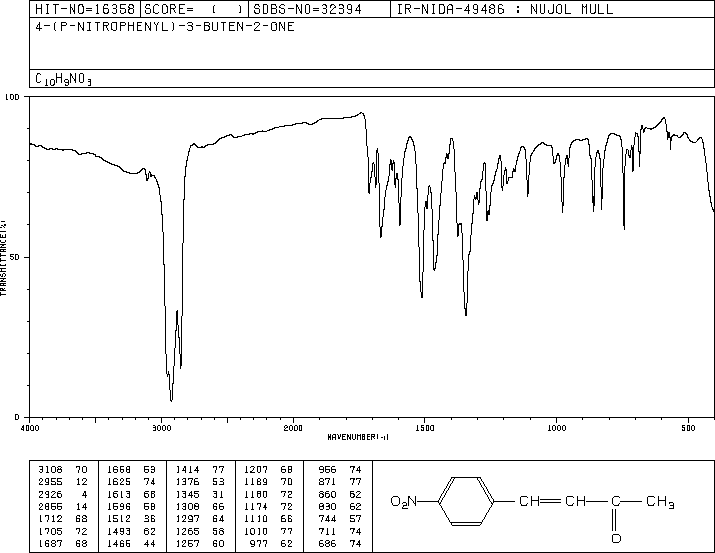 HIT-NO=16358 SCORE= ( ) SDBS-NO=32394 IR-NIDA-49486 : NUJOL MULL
4-(P-NITROPHENYL)-3-BUTEN-2-ONE
C10H9NO3
100
50
0
TRANSMITTANCE(%)
4000 3000 2000 1500 1000 500
WAVENUMBER(-1)
3108 70 1668 53 1414 77 1207 68 956 74
2955 12 1625 74 1376 53 1189 70 871 77
2926 4 1613 66 1345 31 1180 72 860 62
2855 14 1596 58 1308 66 1174 72 830 62
1712 68 1512 36 1297 64 1110 66 744 57
1705 72 1493 62 1265 58 1010 77 711 74
1687 68 1466 44 1257 60 977 62 686 74
O2N CH CH C CH3
O